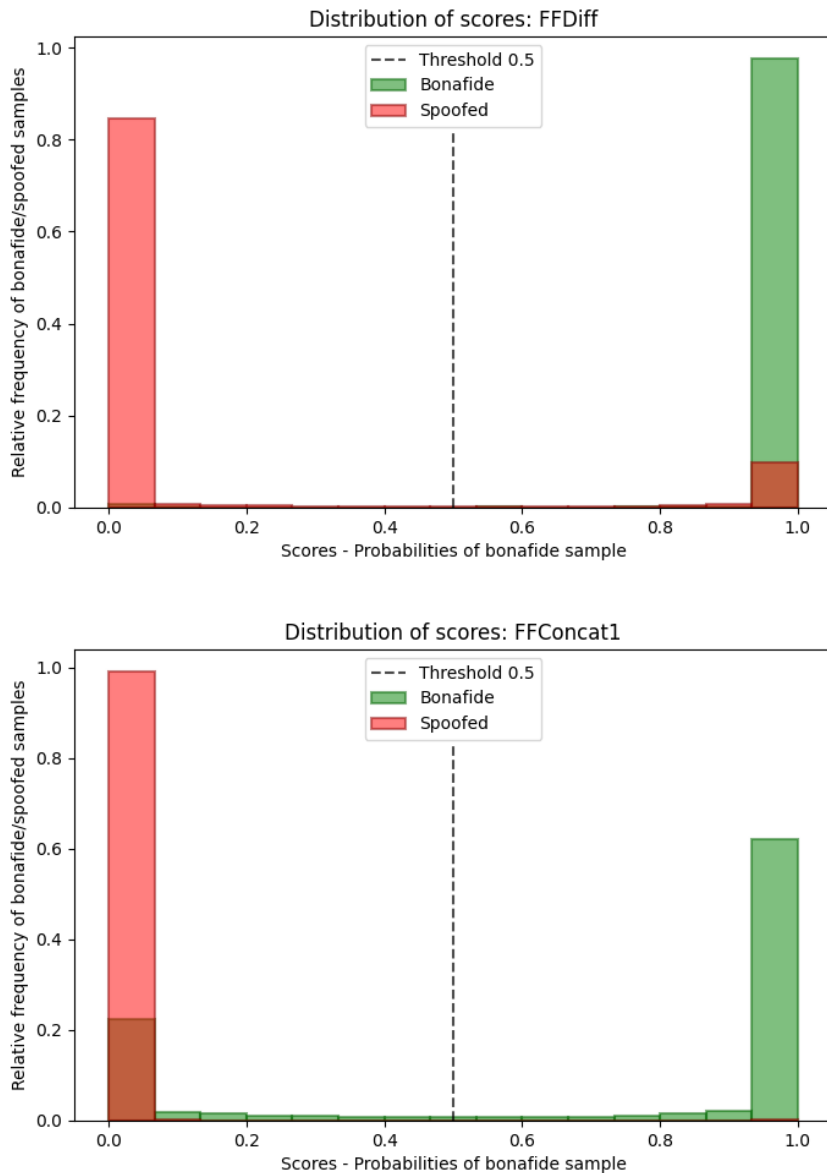 Distribution of scores: FFDiff
Relative frequency of bonafide/spoofed samples
1.0
0.8
0.6
0.4
0.2
0.0
Threshold 0.5
Bonafide
Spoofed
0.0 0.2 0.4 0.6 0.8 1.0
Scores - Probabilities of bonafide sample
Distribution of scores: FFConcat1
Relative frequency of bonafide/spoofed samples
1.0
0.8
0.6
0.4
0.2
0.0
Threshold 0.5
Bonafide
Spoofed
0.0 0.2 0.4 0.6 0.8 1.0
Scores - Probabilities of bonafide sample